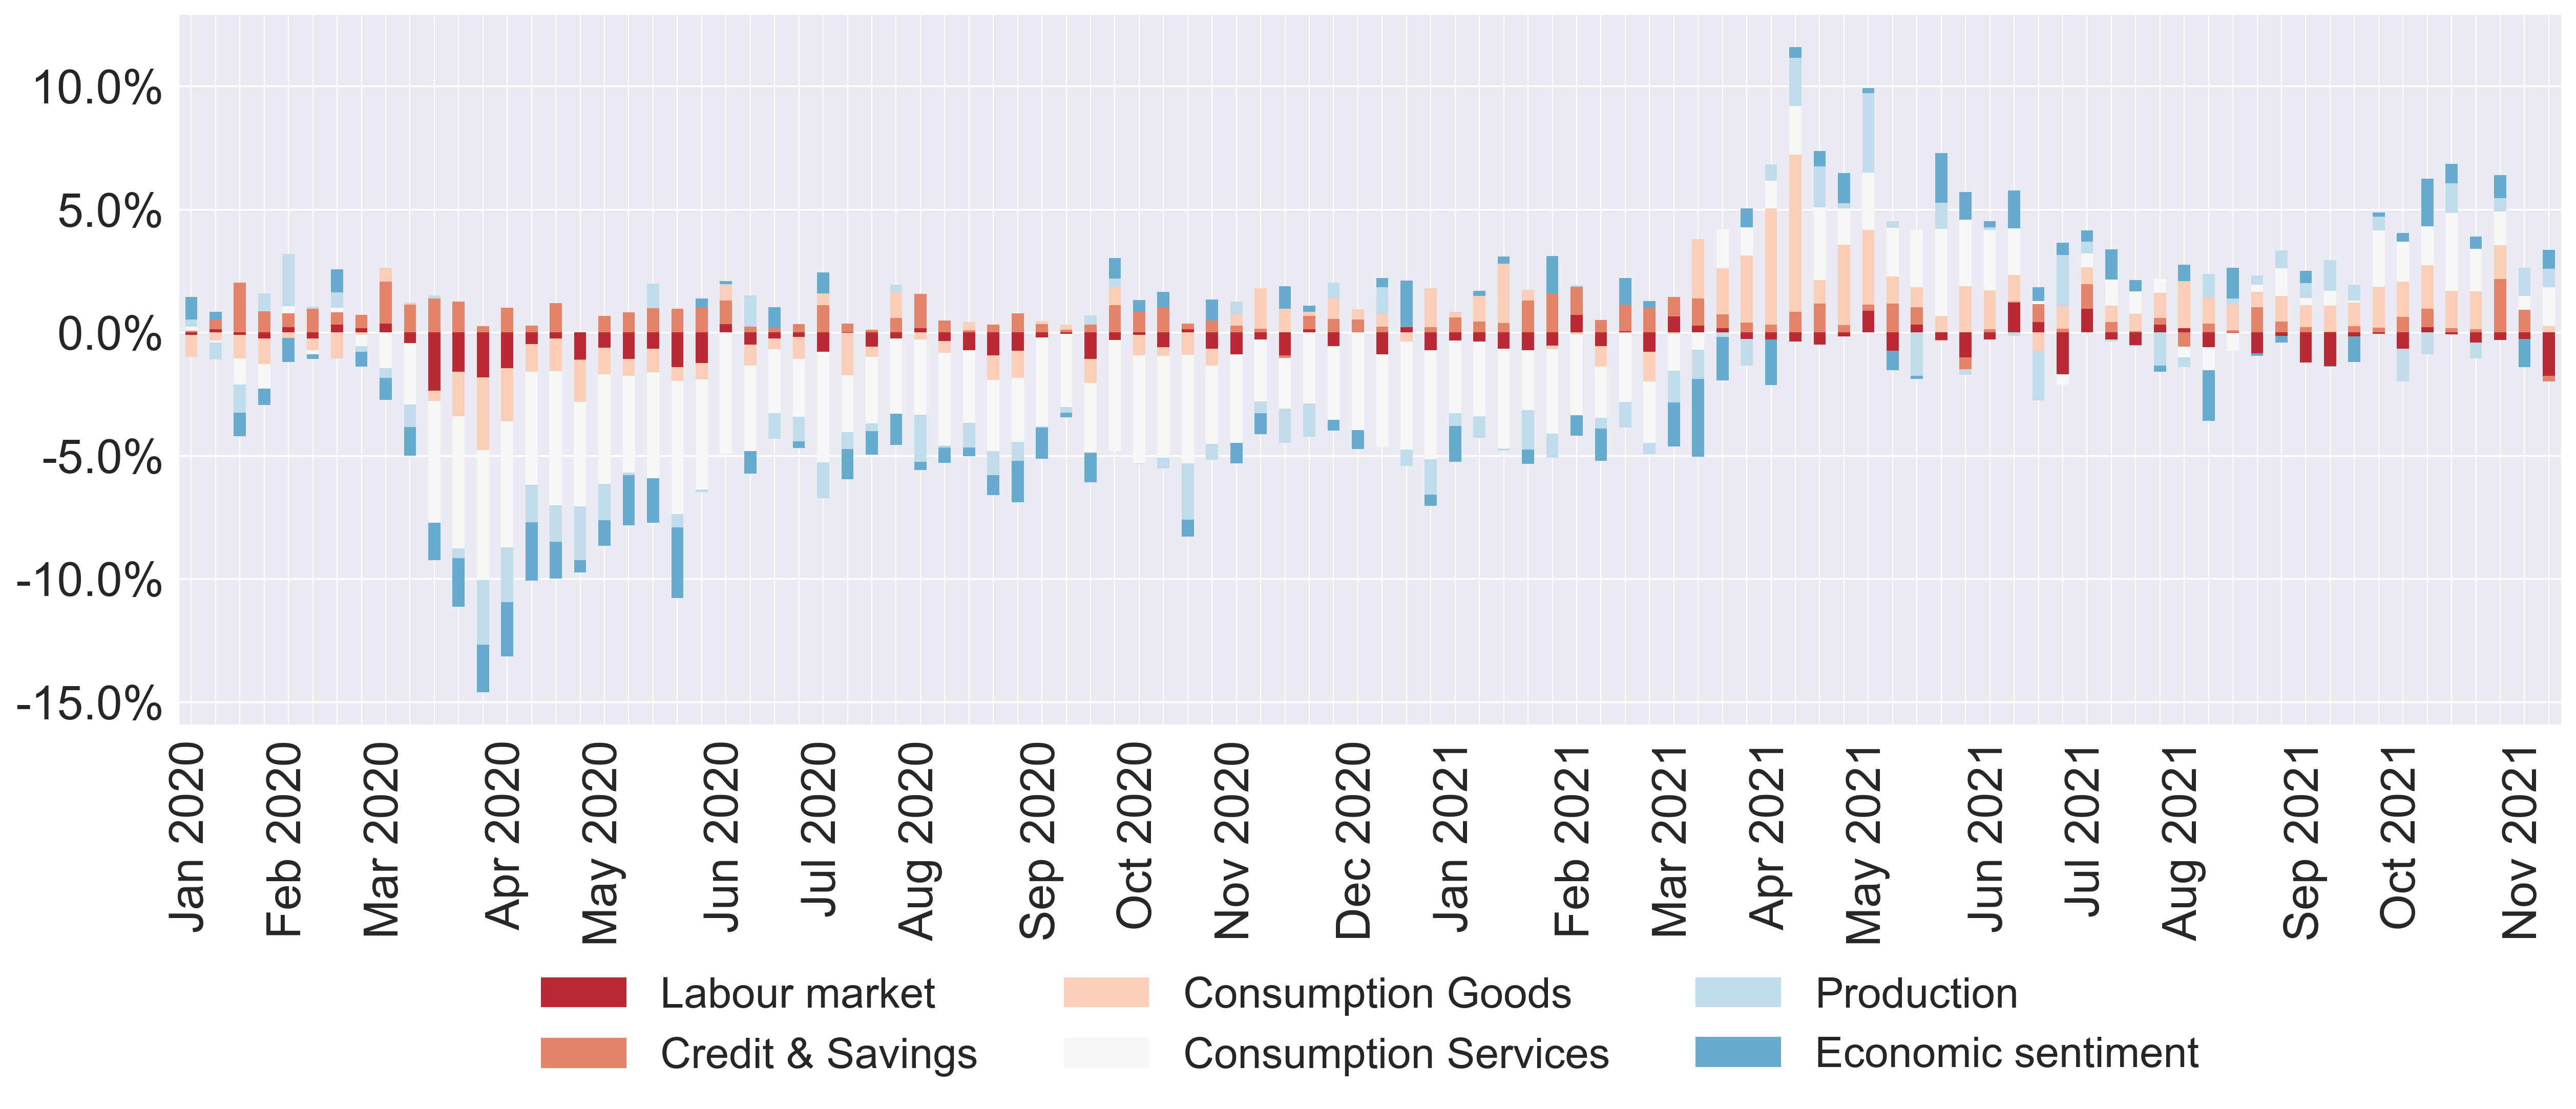 10.0%
5.0%
0.0%
-5.0%
-10.0%
-15.0%
Jan 2020
Feb 2020
Mar 2020
Apr 2020
May 2020
Jun 2020
Jul 2020
Aug 2020
Sep 2020
Oct 2020
Nov 2020
Dec 2020
Jan 2021
Feb 2021
Mar 2021
Apr 2021
May 2021
Jun 2021
Jul 2021
Aug 2021
Sep 2021
Oct 2021
Nov 2021
Labour market
Credit & Savings
Consumption Goods
Consumption Services
Production
Economic sentiment